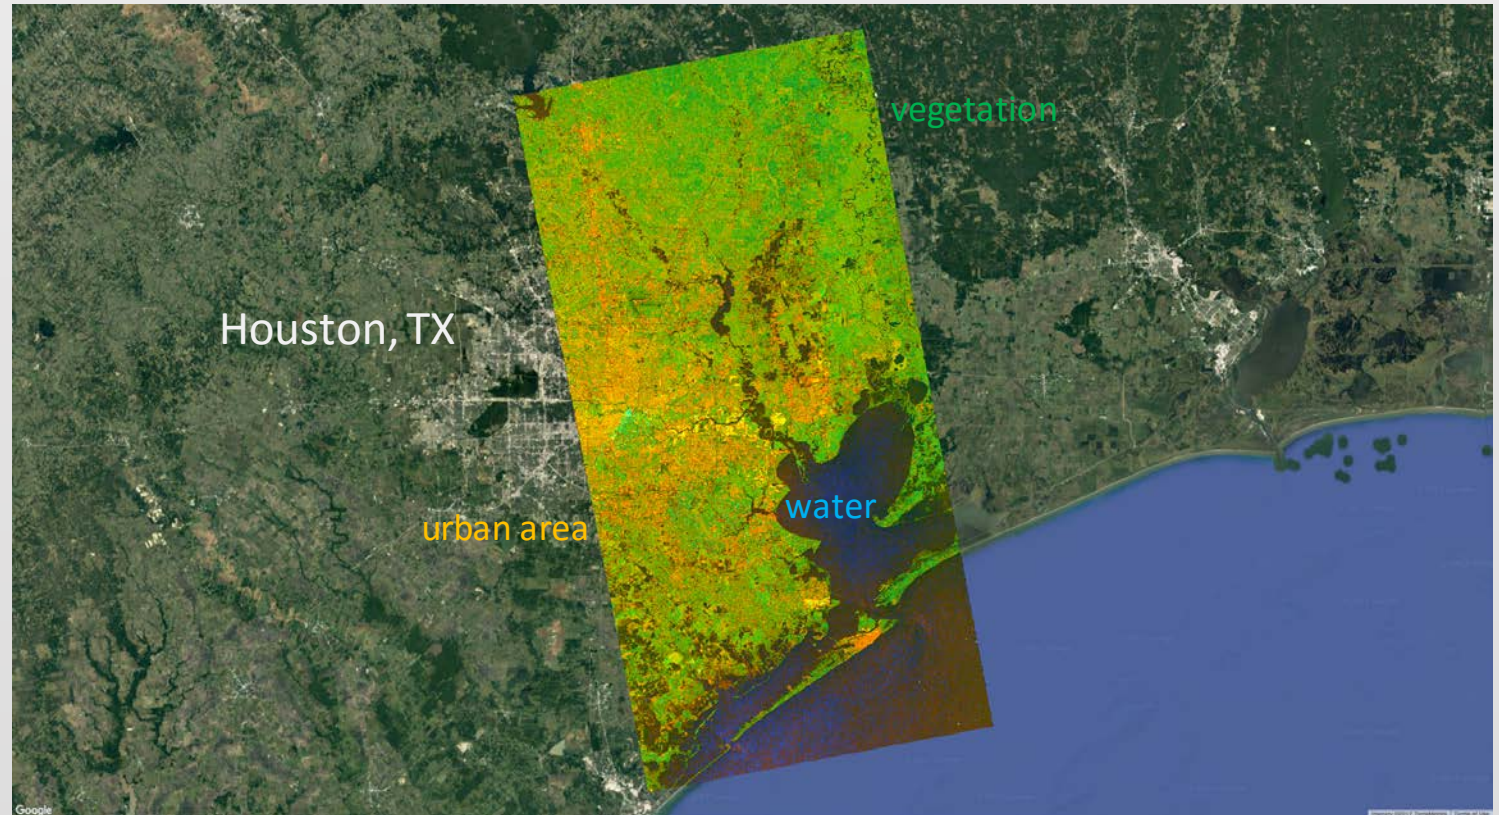 vegetation
Houston, TX
water
urban area
Google